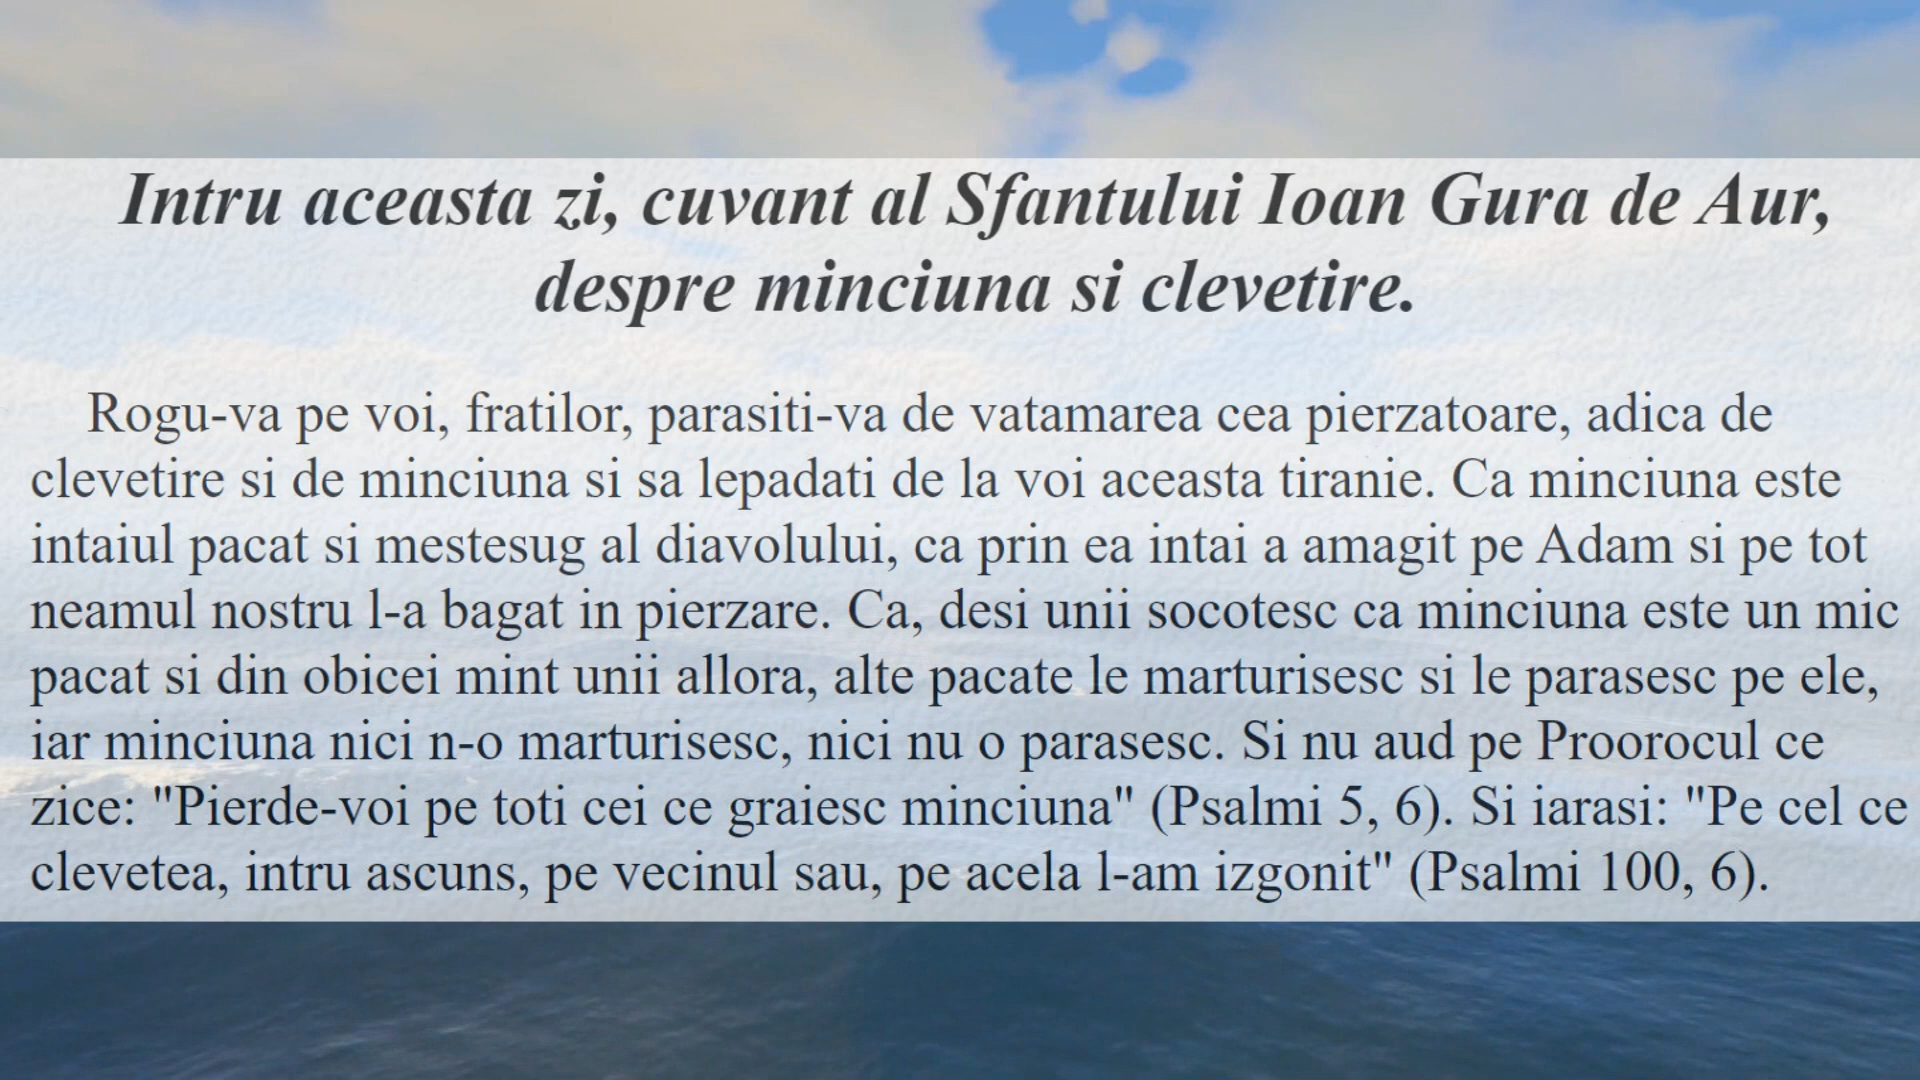 Intru aceasta zi, cuvant al Sfantului Ioan Gura de Aur,
despre minciuna si clevetire.
Rogu-va pe voi, fratilor, parasiti-va de vatamarea cea pierzatoare, adica de
clevetire si de minciuna si sa lepadati de la voi aceasta tiranie. Ca minciuna este
intaiul pacat si mestesug al diavolului, ca prin ea intai a amagit pe Adam si pe tot
neamul nostru l-a bagat in pierzare. Ca, desi unii socotesc ca minciuna este un mic
pacat si din obicei mint unii allora, alte pacate le marturisesc si le parasesc pe ele,
iar minciuna nici n-o marturisesc, nici nu o parasesc. Si nu aud pe Proorocul ce
zice: "Pierde-voi pe toti cei ce graiesc minciuna" (Psalmi 5, 6). Si iarasi: "Pe cel ce
clevetea, intru ascuns, pe vecinul sau, pe acela l-am izgonit" (Psalmi 100, 6).